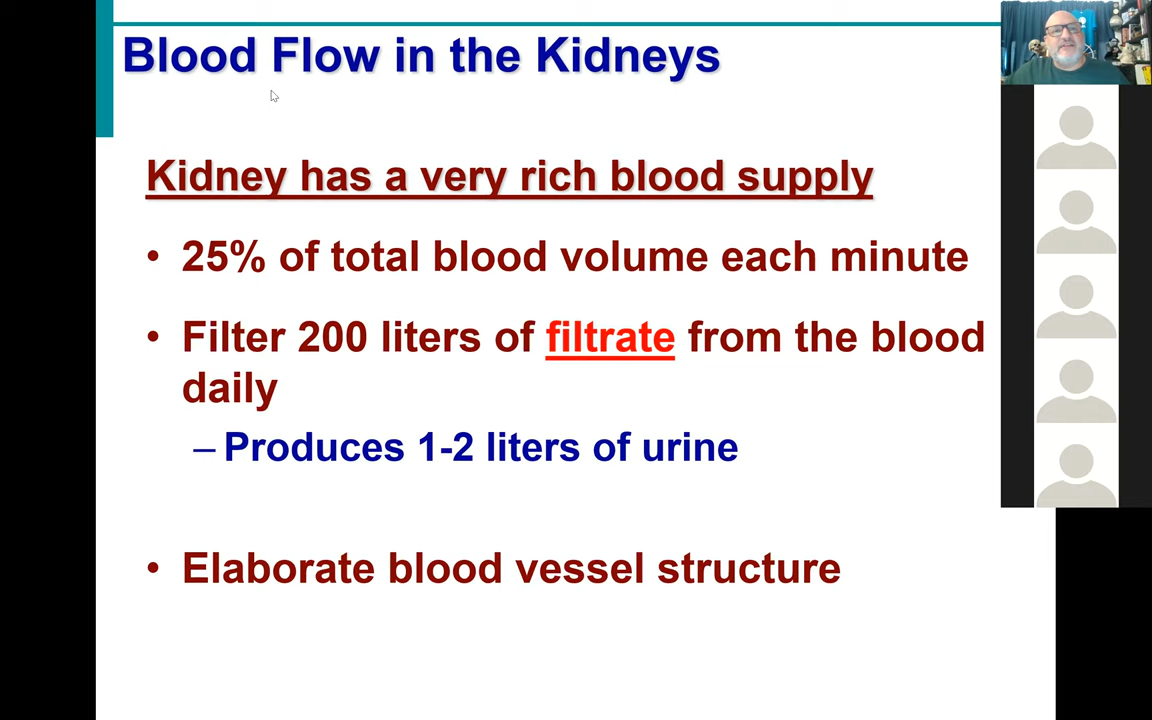 Blood Flow in the Kidneys
Kidney has a very rich blood supply
• 25% of total blood volume each minute
• Filter 200 liters of filtrate from the blood
daily
– Produces 1-2 liters of urine
• Elaborate blood vessel structure